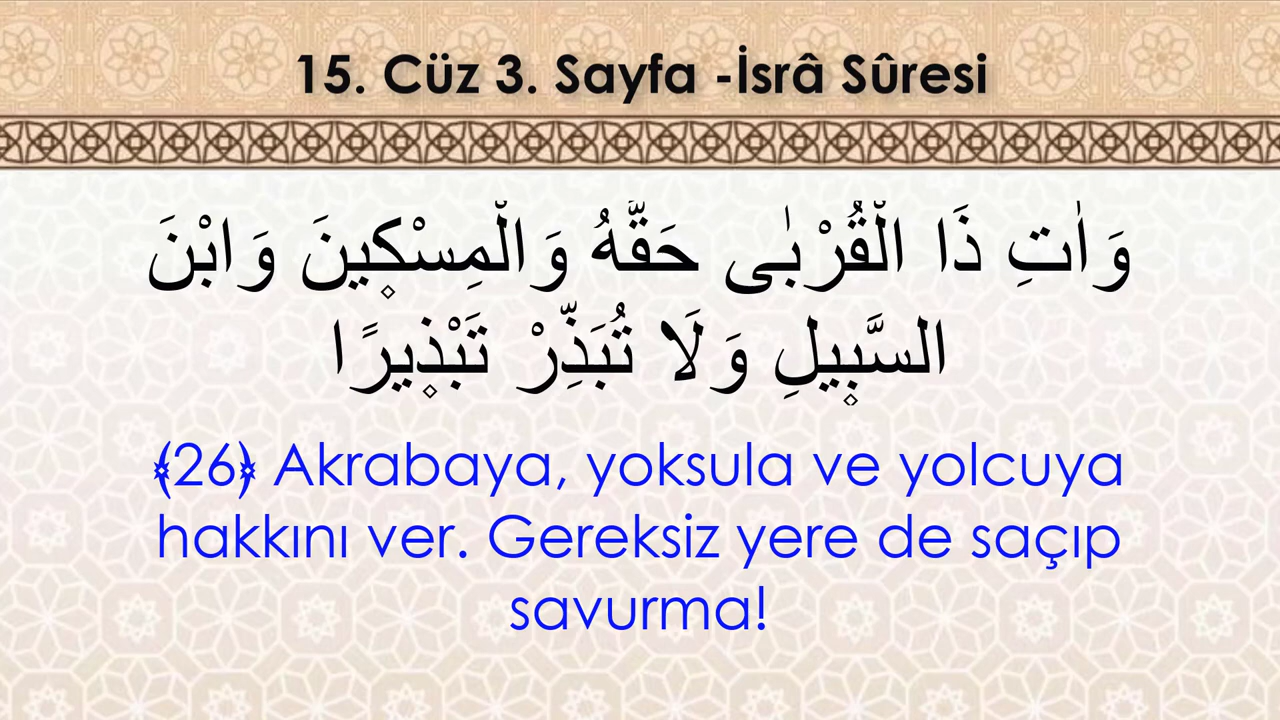 15. Cüz 3. Sayfa -İsrâ Sûresi
وَاٰتِ ذَا الْقُرْبٰى حَقَّهُ وَالْمِسْكٖينَ وَابْنَ
السَّبٖيلِ وَلَا تُبَذِّرْ تَبْذٖيرًا
﴾26﴿ Akrabaya, yoksula ve yolcuya
hakkını ver. Gereksiz yere de saçıp
savurma!